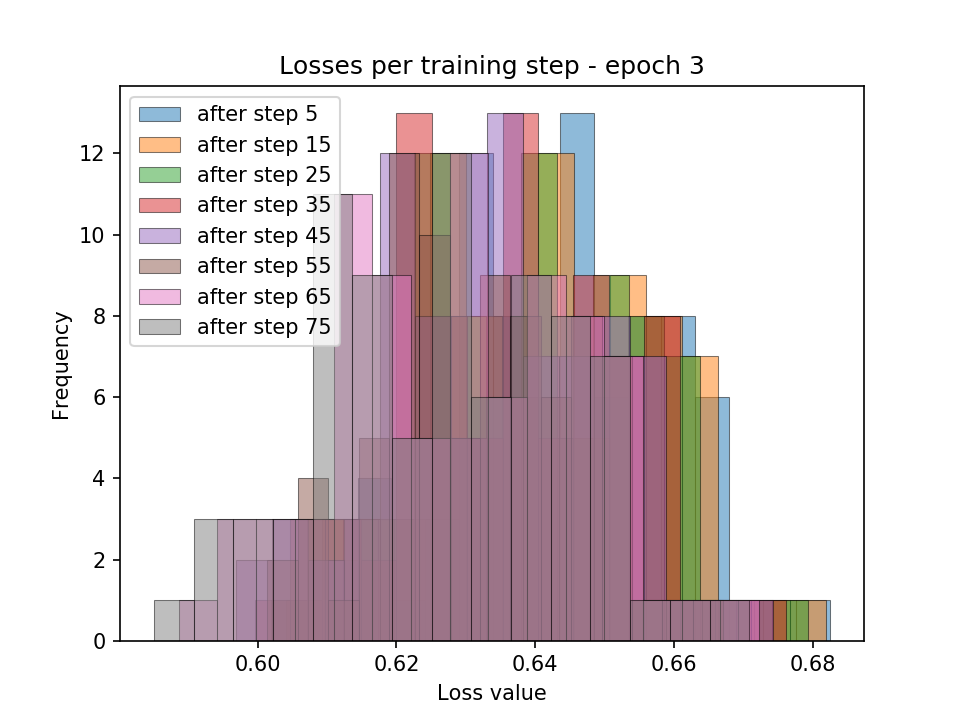 Losses per training step - epoch 3
after step 5
after step 15
after step 25
after step 35
after step 45
after step 55
after step 65
after step 75
12
10
8
6
4
2
0
Frequency
0.60 0.62 0.64 0.66 0.68
Loss value